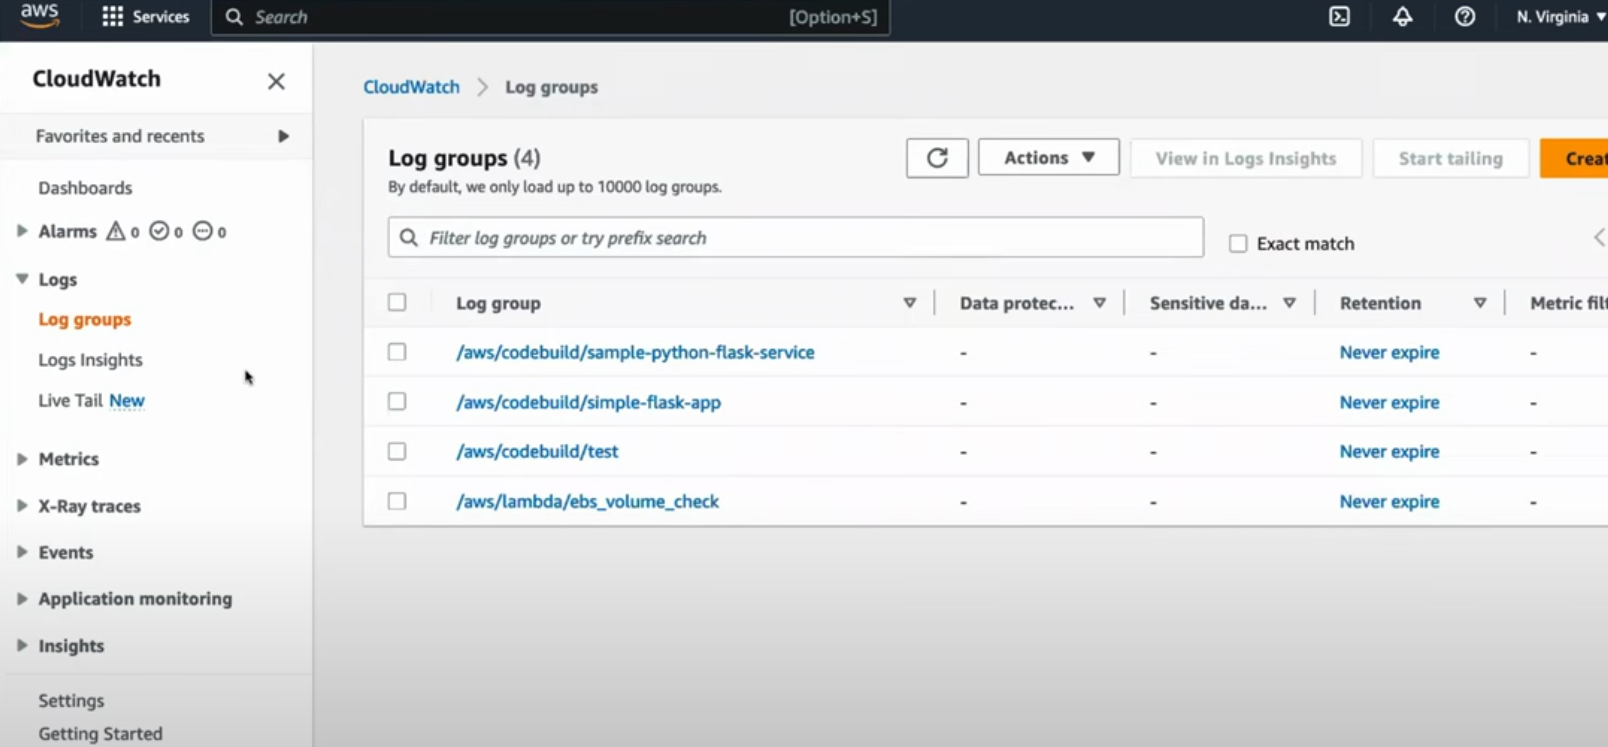 aws Services Search [Option+S] N. Virginia
CloudWatch
Favorites and recents
Dashboards
Alarms 0 0 0
Logs
Log groups
Logs Insights
Live Tail New
Metrics
X-Ray traces
Events
Application monitoring
Insights
Settings
Getting Started
CloudWatch Log groups
Log groups (4)
By default, we only load up to 10000 log groups.
Actions View in Logs Insights Start tailing Creat
Filter log groups or try prefix search
Exact match
Log group Data protec... Sensitive da... Retention Metric filt
/aws/codebuild/sample-python-flask-service - - Never expire -
/aws/codebuild/simple-flask-app - - Never expire -
/aws/codebuild/test - - Never expire -
/aws/lambda/ebs_volume_check - - Never expire -